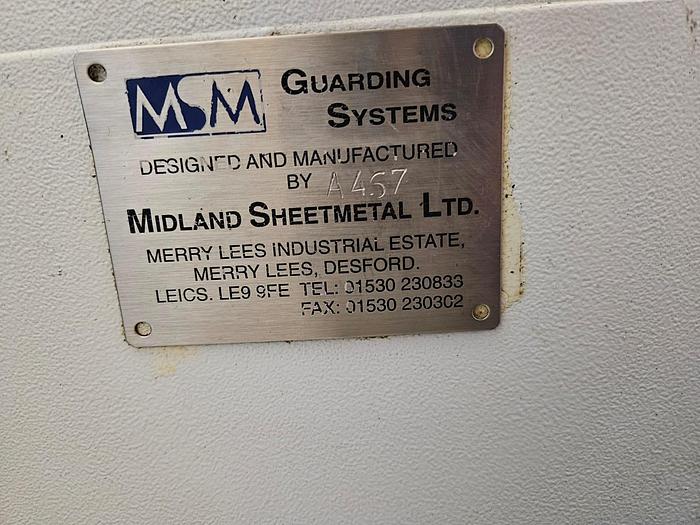 MSM GUARDING
SYSTEMS
DESIGNED AND MANUFACTURED
BY A457
MIDLAND SHEETMETAL LTD.
MERRY LEES INDUSTRIAL ESTATE,
MERRY LEES, DESFORD.
LEICS. LE9 9FE TEL: 01530 230833
FAX: 01530 230302